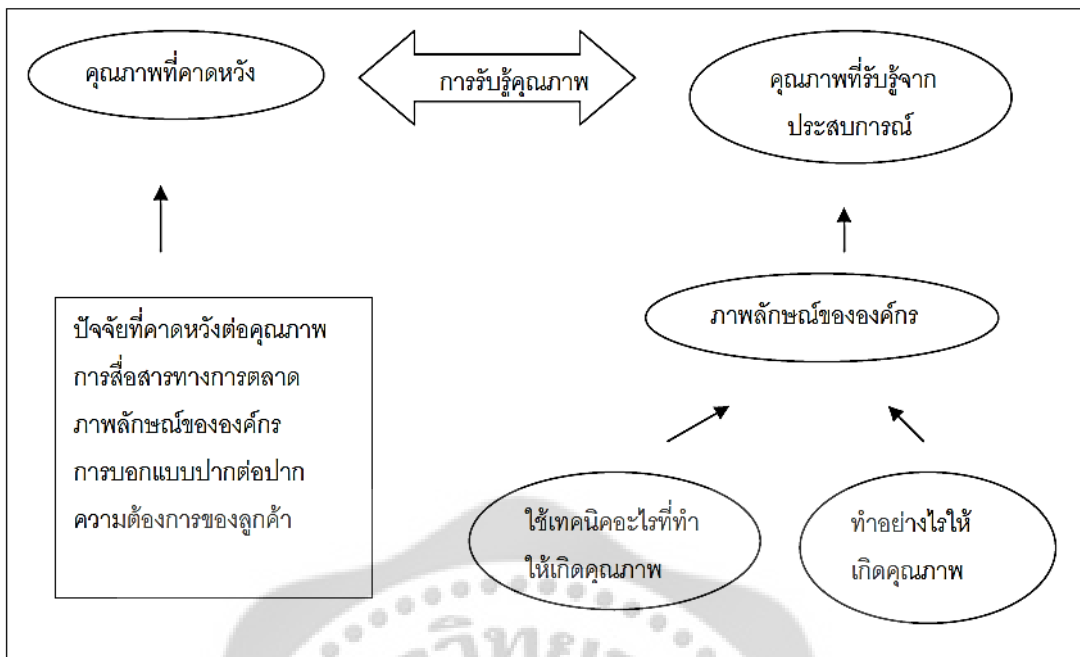 คุณภาพที่คาดหวัง
การรับรู้คุณภาพ
คุณภาพที่รับรู้จาก
ประสบการณ์
ภาพลักษณ์ขององค์กร
ปัจจัยที่คาดหวังต่อคุณภาพ
การสื่อสารทางการตลาด
ภาพลักษณ์ขององค์กร
การบอกแบบปากต่อปาก
ความต้องการของลูกค้า
ใช้เทคนิคอะไรที่ทำ
ให้เกิดคุณภาพ
ทำอย่างไรให้
เกิดคุณภาพ